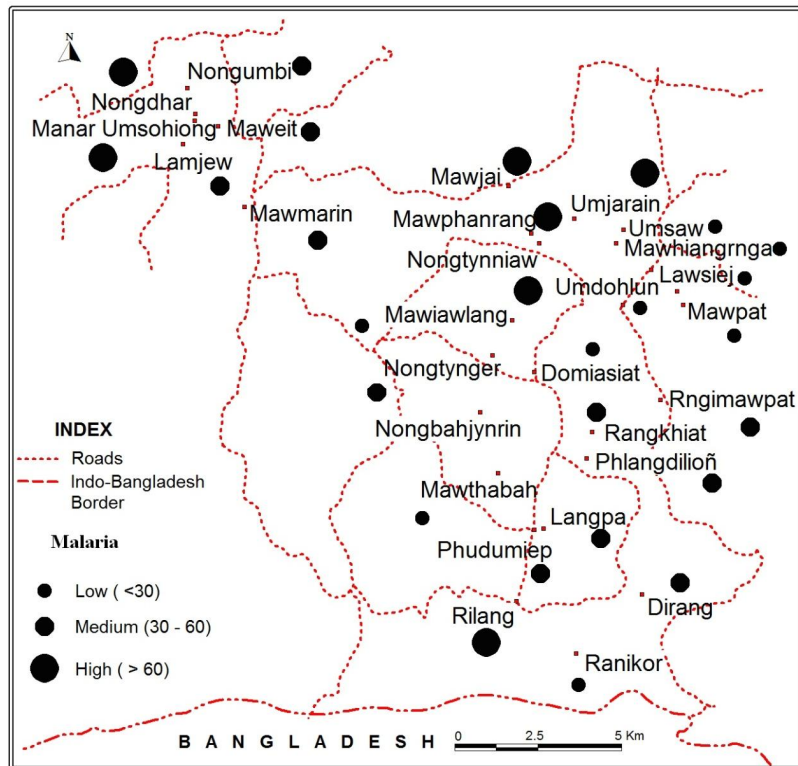 N
Nongumbi
Nongdhar
Manar Umsohiong Maweit
Lamjew
Mawmarin
Mawjai
Mawphanrang
Umjarain
Umsaw
Mawhiangrnga
Nongtynniaw
Lawsiej
Umdohlun
Mawpat
Mawiawlang
Nongtynger
Domiasiat
Rngimawpat
Nongbahjynrin
Rangkhiat
Phlangdilioñ
Mawthabah
Langpa
Phudumiep
Dirang
Rilang
Ranikor
INDEX
Roads
Indo-Bangladesh
Border
Malaria
Low ( <30)
Medium (30 - 60)
High ( > 60)
B A N G L A D E S H
0 2.5 5 Km